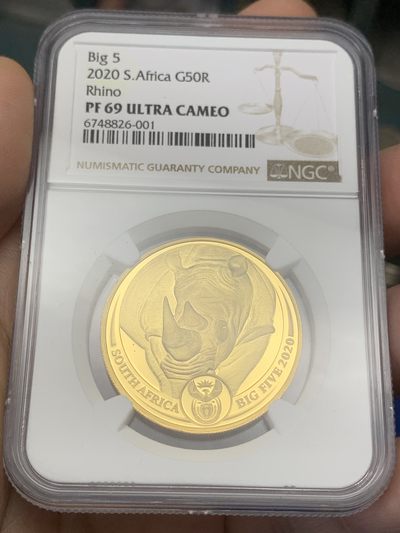 Big 5
2020 S.Africa G50R
Rhino
PF 69 ULTRA CAMEO
6748826-001
NUMISMATIC GUARANTY COMPANY NGC®
SOUTH AFRICA BIG FIVE 2020